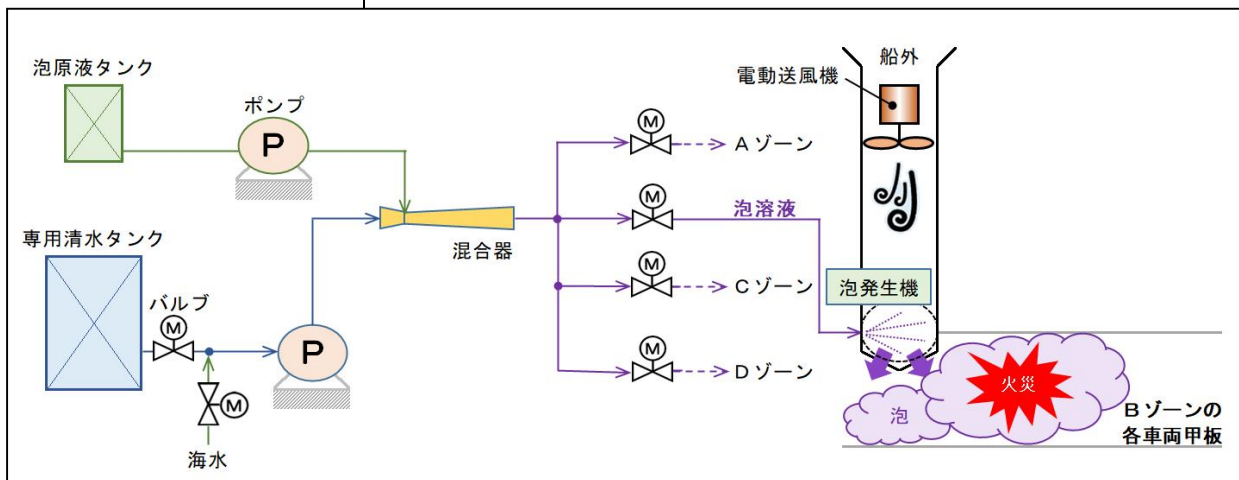 泡原液タンク
ポンプ
P
専用清水タンク
バルブ
M
P
M
海水
混合器
M
Aゾーン
M
泡溶液
M
Cゾーン
M
Dゾーン
船外
電動送風機
泡発生機
火災
泡
Bゾーンの
各車両甲板